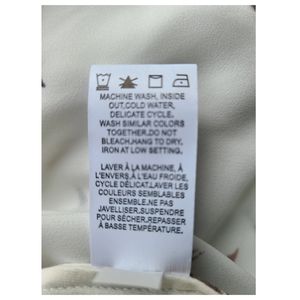 MACHINE WASH, INSIDE
OUT,COLD WATER,
DELICATE CYCLE.
WASH SIMILAR COLORS
TOGETHER.DO NOT
BLEACH.HANG TO DRY,
IRON AT LOW SETTING.
LAVER À LA MACHINE, À
L'ENVERS,À L'EAU FROIDE,
CYCLE DÉLICAT.LAVER LES
COULEURS SEMBLABLES
ENSEMBLE.NE PAS
JAVELLISER.SUSPENDRE
POUR SÉCHER.REPASSER
À BASSE TEMPÉRATURE.